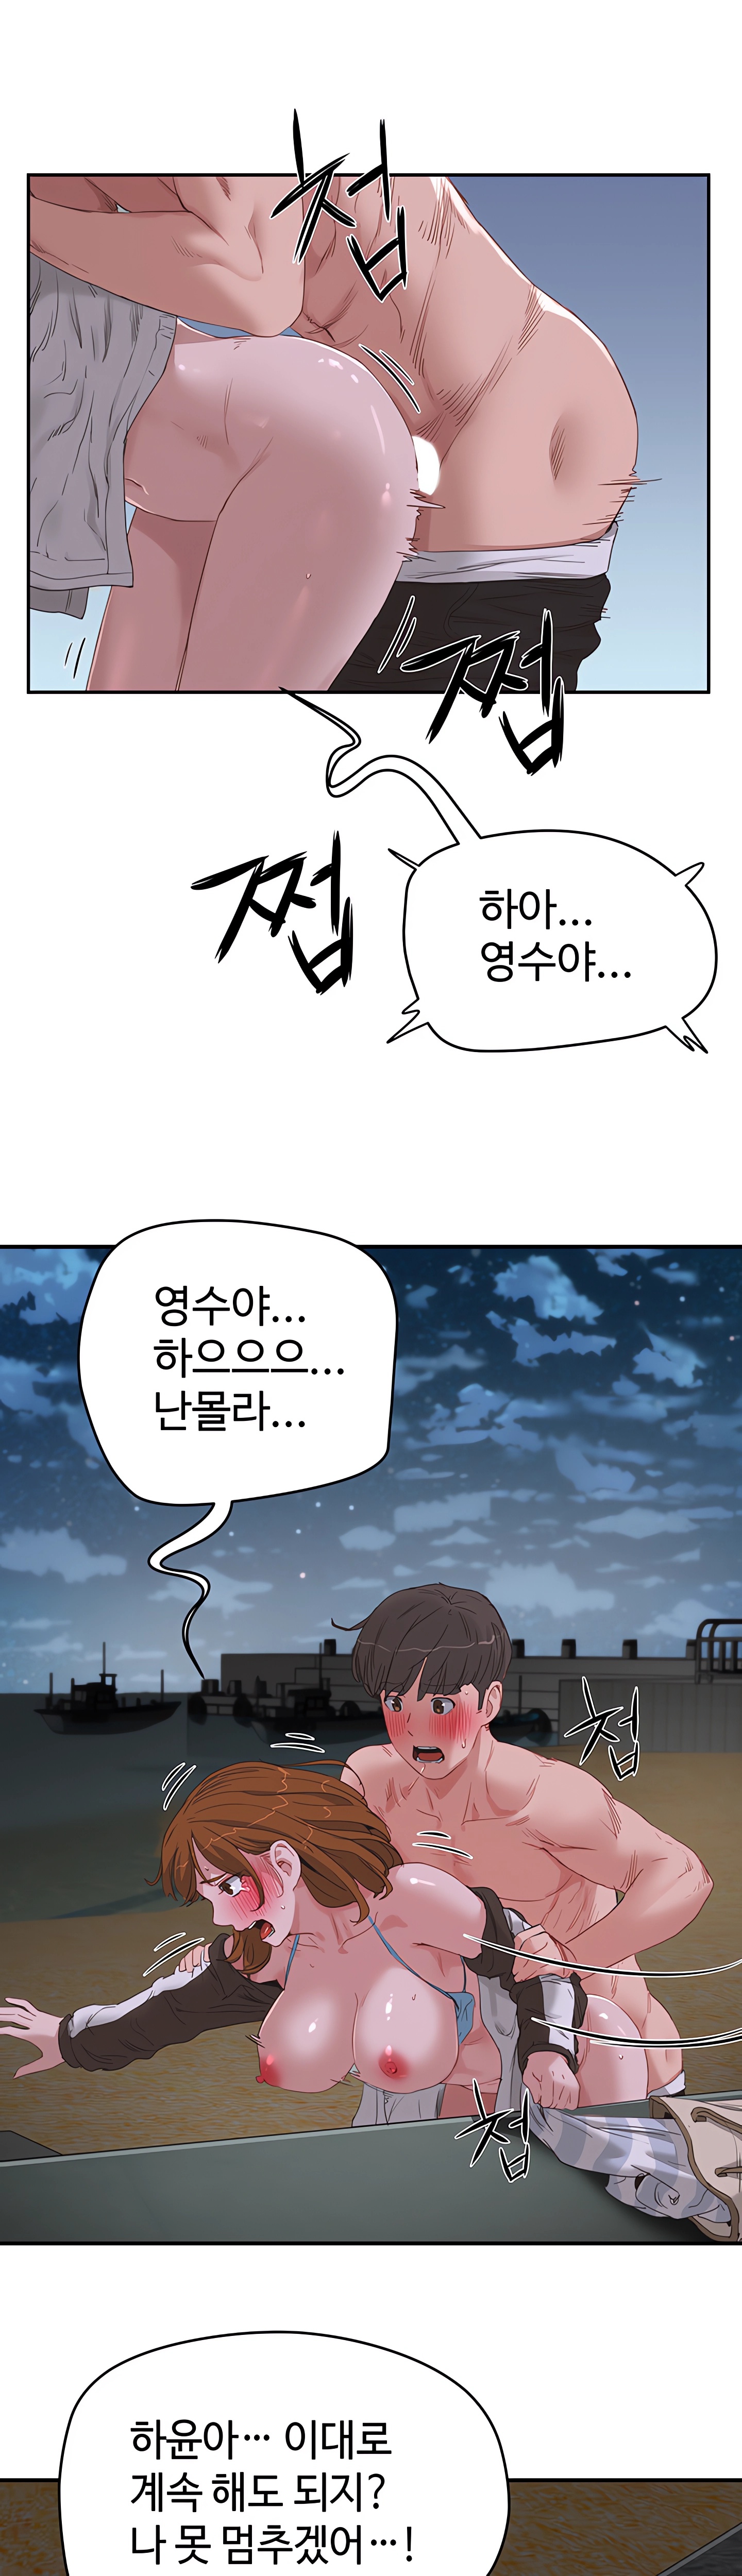 접
쩝
쩝
하아...
영수야...
영수야...
하으으으...
난몰라...
첩
첩
하윤아... 이대로
계속 해도 되지?
나 못 멈추겠어...!